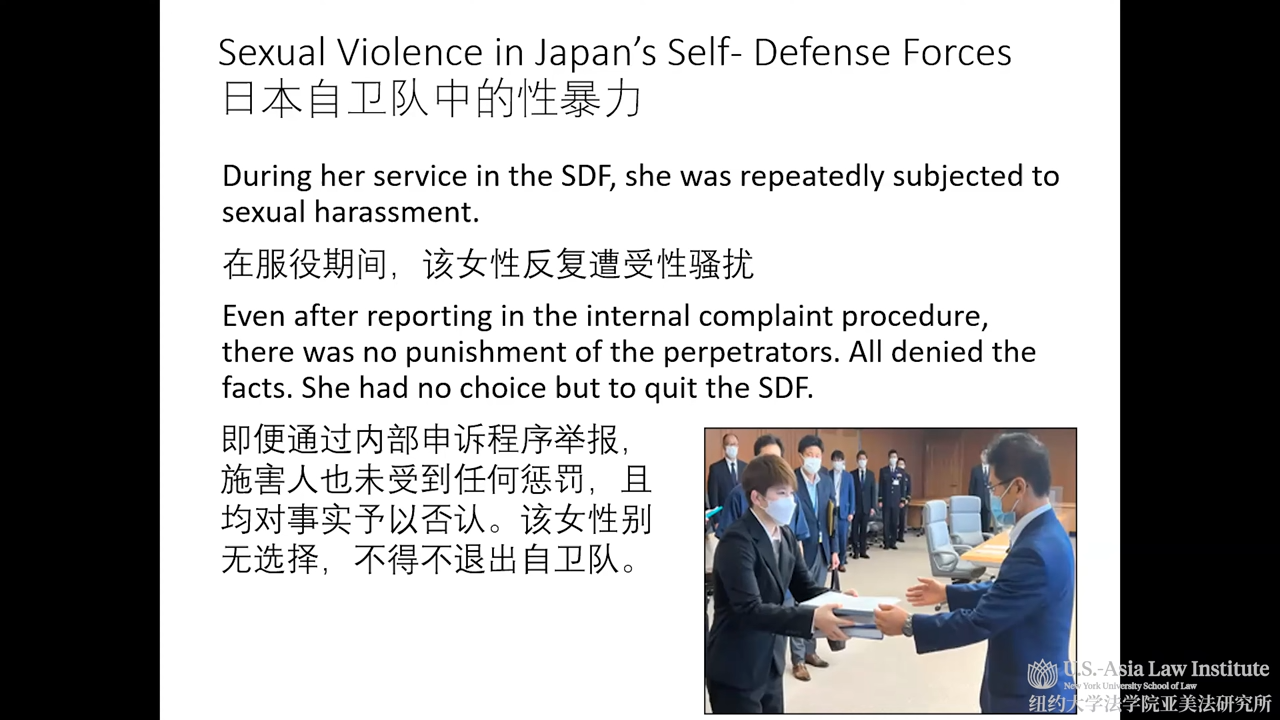 Sexual Violence in Japan's Self- Defense Forces
日本自卫队中的性暴力
During her service in the SDF, she was repeatedly subjected to
sexual harassment.
在服役期间，该女性反复遭受性骚扰
Even after reporting in the internal complaint procedure,
there was no punishment of the perpetrators. All denied the
facts. She had no choice but to quit the SDF.
即便通过内部申诉程序举报，
施害人也未受到任何惩罚，且
均对事实予以否认。该女性别
无选择，不得不退出自卫队。
U.S.-Asia Law Institute
New York University School of Law
纽约大学法学院亚美法研究所